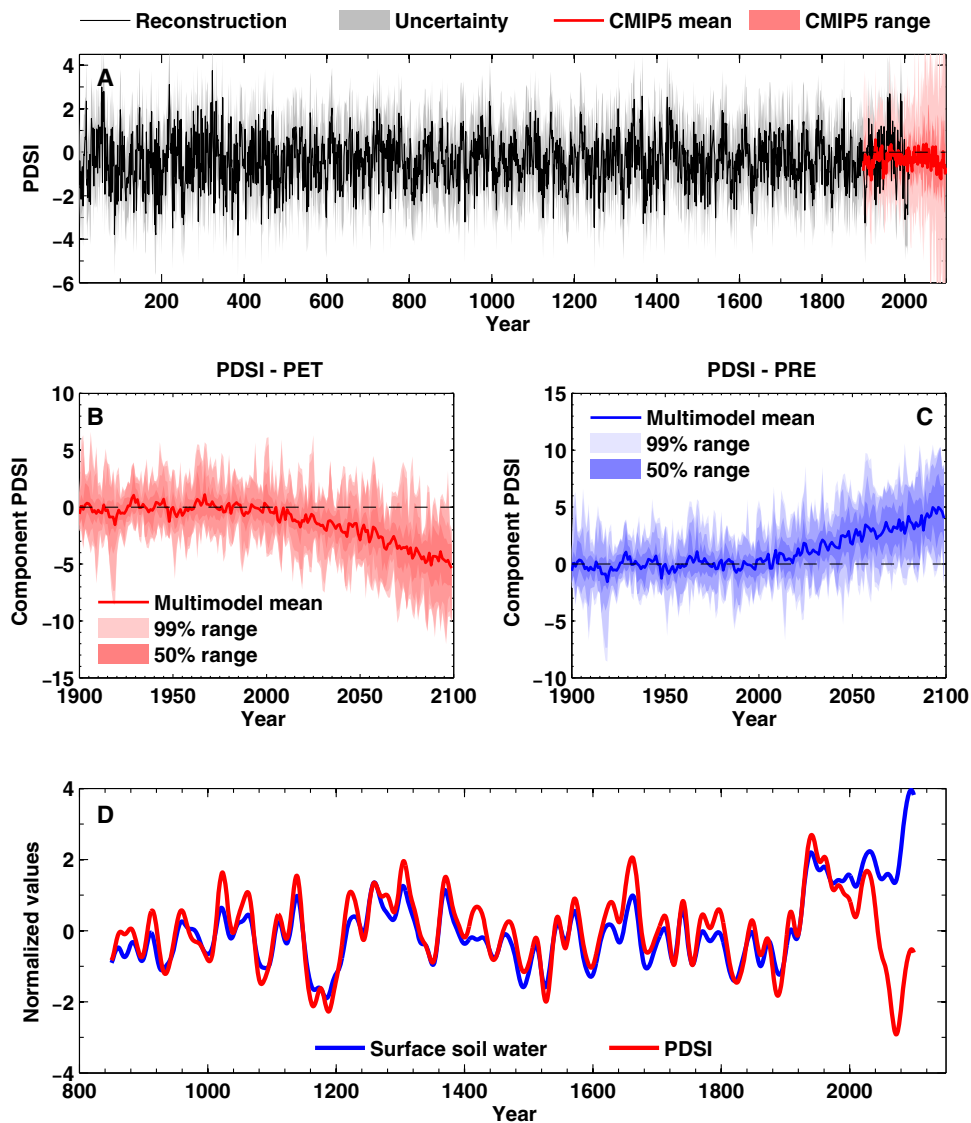 Reconstruction Uncertainty CMIP5 mean CMIP5 range
A
4
2
0
−2
−4
−6
PDSI
200 400 600 800 1000 1200 1400 1600 1800 2000
Year
PDSI - PET
B
10
5
0
−5
−10
−15
Component PDSI
Multimodel mean
99% range
50% range
1900 1950 2000 2050 2100
Year
PDSI - PRE
C
15
10
5
0
−5
−10
Component PDSI
Multimodel mean
99% range
50% range
1900 1950 2000 2050 2100
Year
D
4
2
0
−2
−4
Normalized values
Surface soil water PDSI
800 1000 1200 1400 1600 1800 2000
Year